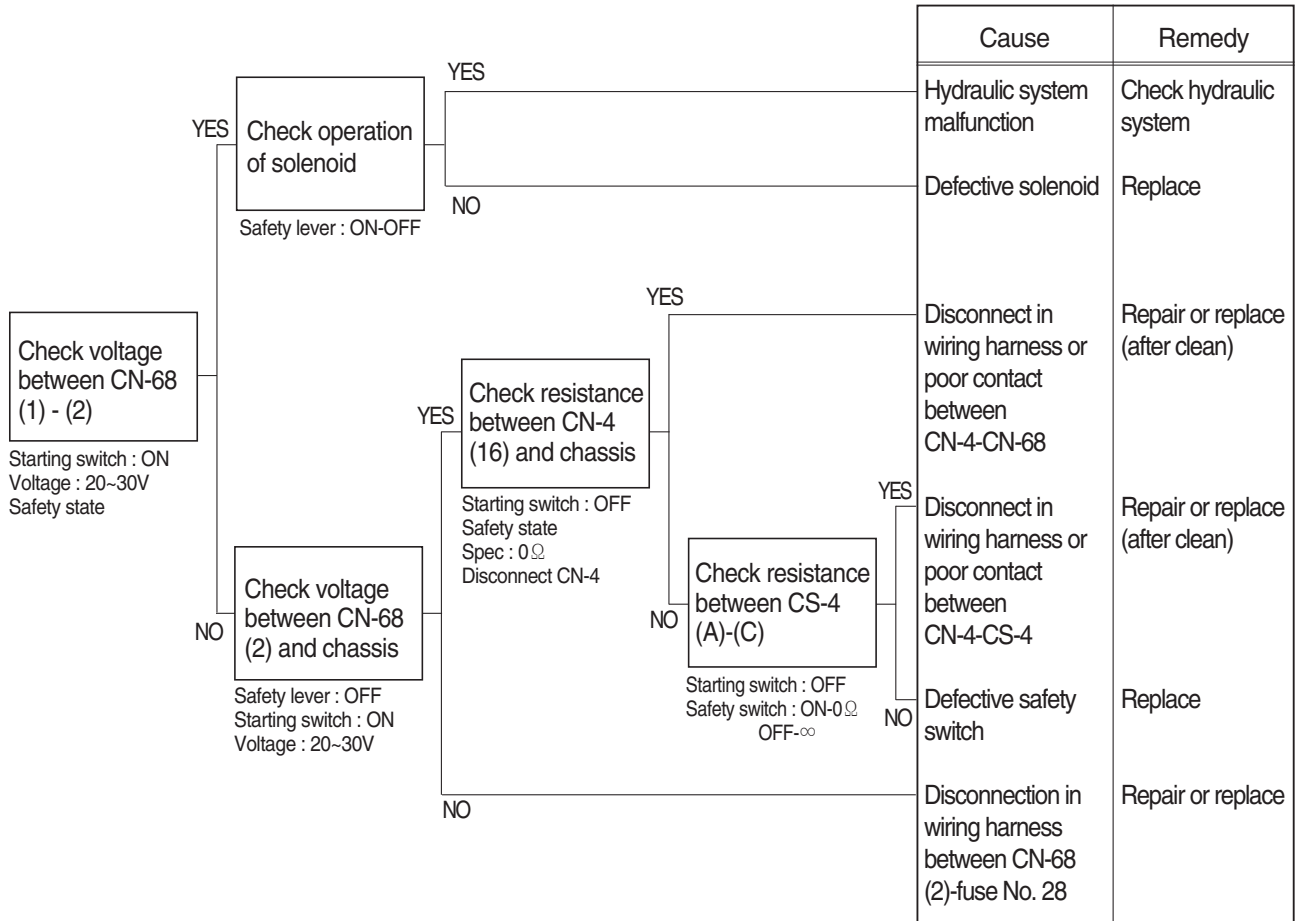 Cause
Remedy
YES
Hydraulic system
malfunction
Check hydraulic
system
YES
Check operation
of solenoid
NO
Defective solenoid
Replace
Safety lever : ON-OFF
YES
Disconnect in
wiring harness or
poor contact
between
CN-4-CN-68
Repair or replace
(after clean)
Check voltage
between CN-68
(1) - (2)
Starting switch : ON
Voltage : 20~30V
Safety state
YES
Check resistance
between CN-4
(16) and chassis
Starting switch : OFF
Safety state
Spec : 0Ω
Disconnect CN-4
YES
Disconnect in
wiring harness or
poor contact
between
CN-4-CS-4
Repair or replace
(after clean)
NO
Check resistance
between CS-4
(A)-(C)
Starting switch : OFF
Safety switch : ON-0Ω
OFF-∞
NO
Defective safety
switch
Replace
NO
Check voltage
between CN-68
(2) and chassis
Safety lever : OFF
Starting switch : ON
Voltage : 20~30V
NO
Disconnection in
wiring harness
between CN-68
(2)-fuse No. 28
Repair or replace